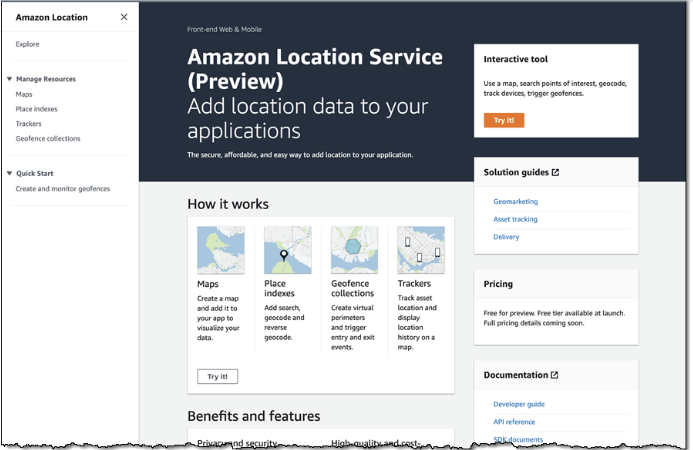 Amazon Location
Explore
Manage Resources
Maps
Place indexes
Trackers
Geofence collections
Quick Start
Create and monitor geofences
Front-end Web & Mobile
Amazon Location Service
(Preview)
Add location data to your
applications
The secure, affordable, and easy way to add location to your application.
Interactive tool
Use a map, search points of interest, geocode,
track devices, trigger geofences.
Try it!
Solution guides
Geomarketing
Asset tracking
Delivery
Pricing
Free for preview. Free tier available at launch.
Full pricing details coming soon.
Documentation
Developer guide
API reference
SDK documents
How it works
Maps
Create a map
and add it to
your app to
visualize your
data.
Place
indexes
Add search,
geocode and
reverse
geocode.
Geofence
collections
Create virtual
perimeters
and trigger
entry and exit
events.
Trackers
Track asset
location and
display
location
history on a
map.
Try it!
Benefits and features
Privacy and security
High-quality and cost-